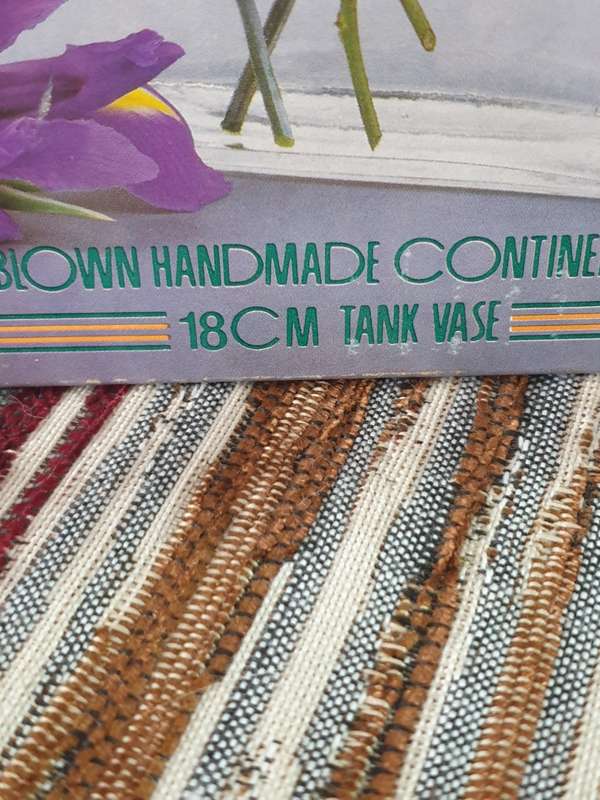 BLOWN HANDMADE CONTINE
18CM TANK VASE